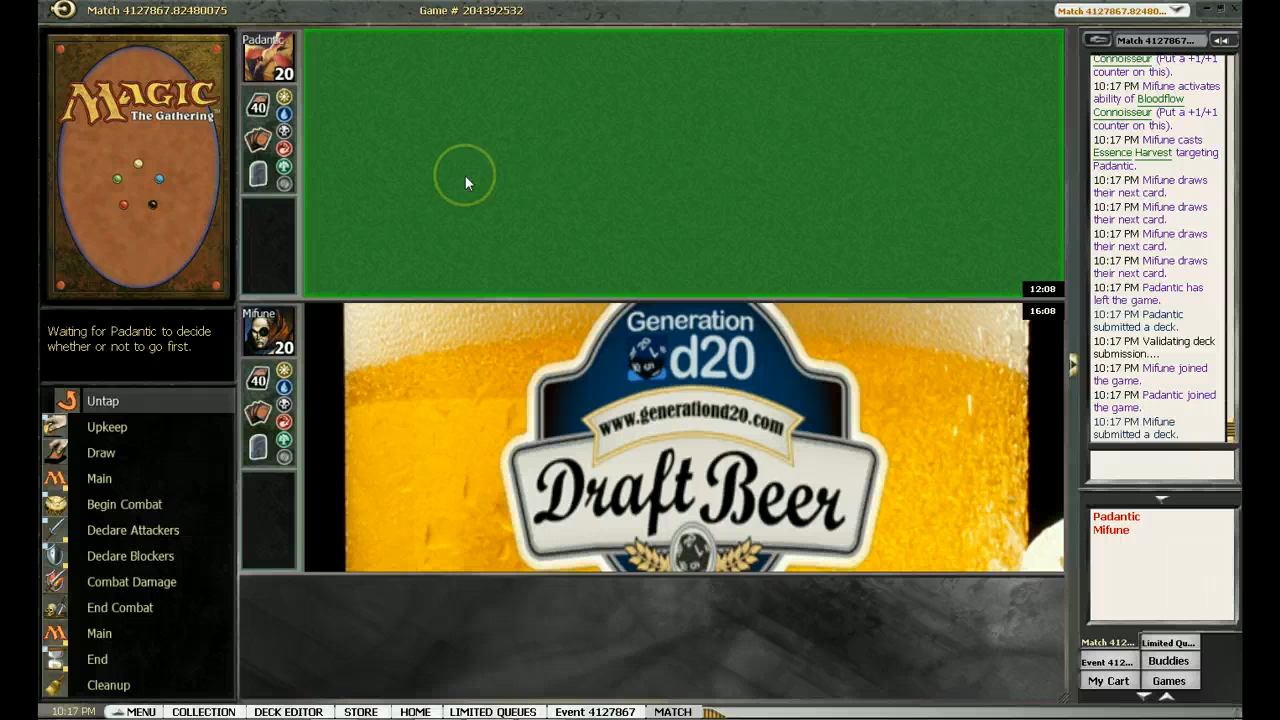 Match 4127867.82480075
Game # 204392532
Match 4127867.82480...
MAGIC
The Gathering
Padantic
20
40
12:08
Waiting for Padantic to decide
whether or not to go first.
Mifune
20
40
16:08
Generation
d20
www.generationd20.com
Draft Beer
Untap
Upkeep
Draw
Main
Begin Combat
Declare Attackers
Declare Blockers
Combat Damage
End Combat
Main
End
Cleanup
Match 4127867...
Connoisseur (Put a +1/+1
counter on this).
10:17 PM Mifune activates
ability of Bloodflow
Connoisseur (Put a +1/+1
counter on this).
10:17 PM Mifune casts
Essence Harvest targeting
Padantic.
10:17 PM Mifune draws
their next card.
10:17 PM Mifune draws
their next card.
10:17 PM Mifune draws
their next card.
10:17 PM Mifune draws
their next card.
10:17 PM Padantic has
left the game.
10:17 PM Padantic
submitted a deck.
10:17 PM Validating deck
submission....
10:17 PM Mifune joined
the game.
10:17 PM Padantic joined
the game.
10:17 PM Mifune
submitted a deck.
Padantic
Mifune
Match 412...
Limited Qu...
Event 412...
Buddies
My Cart
Games
10:17 PM
MENU
COLLECTION
DECK EDITOR
STORE
HOME
LIMITED QUEUES
Event 4127867
MATCH